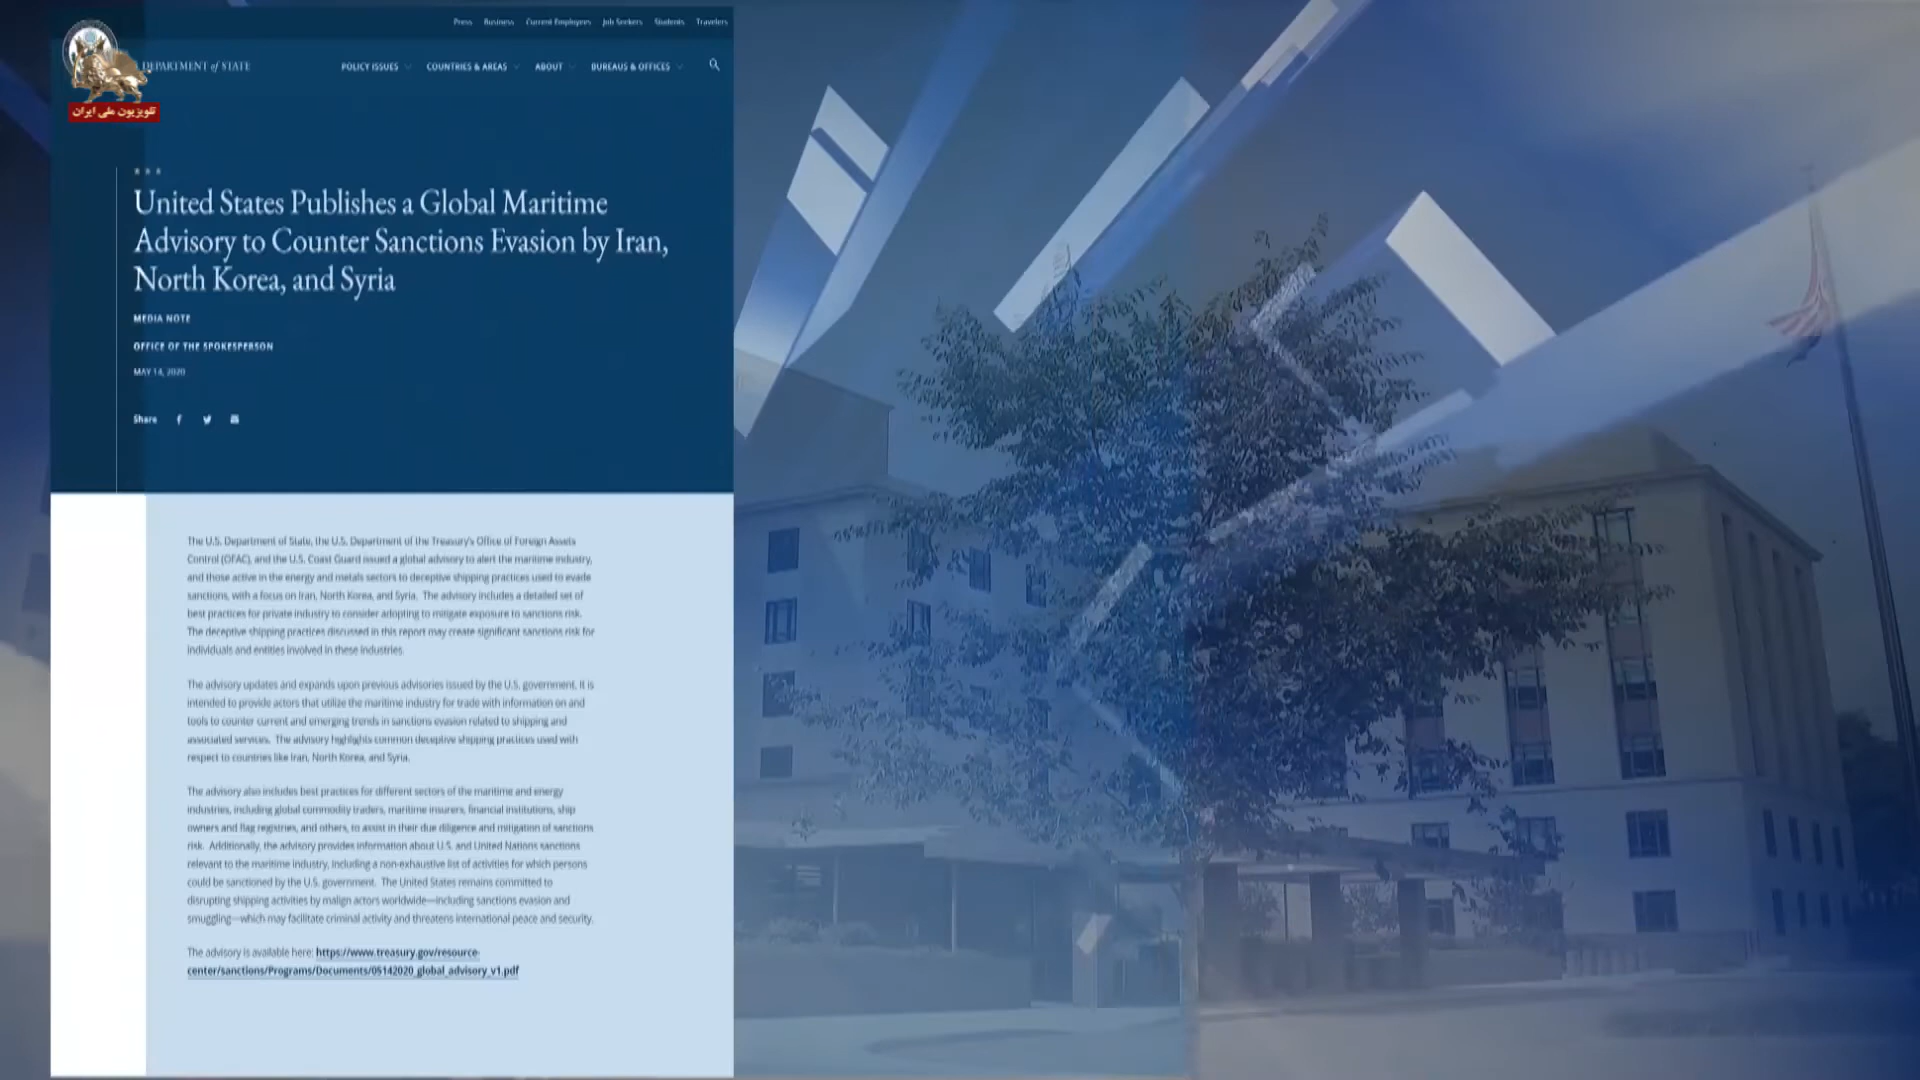 Press Business Current Employees Job Seekers Students Travelers
DEPARTMENT of STATE
POLICY ISSUES COUNTRIES & AREAS ABOUT BUREAUS & OFFICES
تلویزیون ملی ایران
United States Publishes a Global Maritime
Advisory to Counter Sanctions Evasion by Iran,
North Korea, and Syria
MEDIA NOTE
OFFICE OF THE SPOKESPERSON
MAY 14, 2020
Share
The U.S. Department of State, the U.S. Department of the Treasury's Office of Foreign Assets
Control (OFAC), and the U.S. Coast Guard issued a global advisory to alert the maritime industry,
and those active in the energy and metals sectors to deceptive shipping practices used to evade
sanctions, with a focus on Iran, North Korea, and Syria. The advisory includes a detailed set of
best practices for private industry to consider adopting to mitigate exposure to sanctions risk.
The deceptive shipping practices discussed in this report may create significant sanctions risk for
individuals and entities involved in these industries.
The advisory updates and expands upon previous advisories issued by the U.S. government. It is
intended to provide actors that utilize the maritime industry for trade with information on and
tools to counter current and emerging trends in sanctions evasion related to shipping and
associated services. The advisory highlights common deceptive shipping practices used with
respect to countries like Iran, North Korea, and Syria.
The advisory also includes best practices for different sectors of the maritime and energy
industries, including global commodity traders, maritime insurers, financial institutions, ship
owners and flag registries, and others, to assist in their due diligence and mitigation of sanctions
risk. Additionally, the advisory provides information about U.S. and United Nations sanctions
relevant to the maritime industry, including a non-exhaustive list of activities for which persons
could be sanctioned by the U.S. government. The United States remains committed to
disrupting shipping activities by malign actors worldwide—including sanctions evasion and
smuggling—which may facilitate criminal activity and threatens international peace and security.
The advisory is available here: https://www.treasury.gov/resource-
center/sanctions/Programs/Documents/05142020_global_advisory_v1.pdf